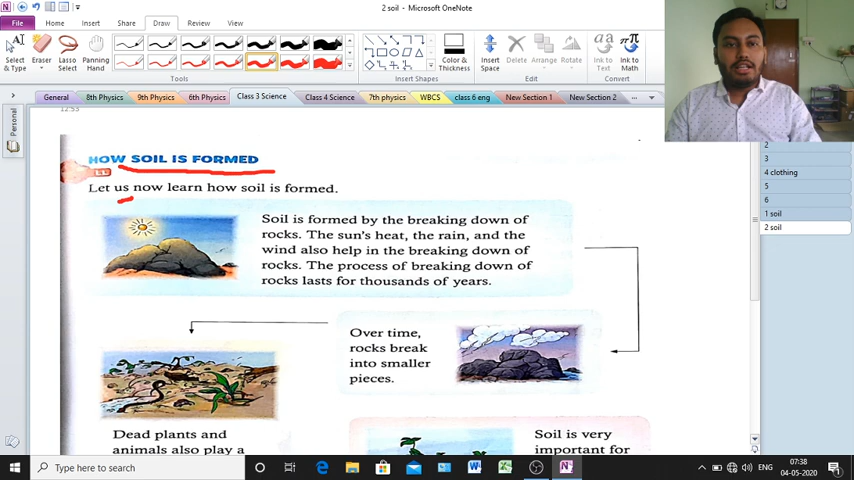 2 soil
File
Home
Insert
Share
Draw
Review
View
Select
& Type
Eraser
Lasso
Select
Panning
Hand
Color &
Thickness
Insert
Space
Delete
Arrange
Rotate
Ink to
Text
Ink to
Math
Tools
Insert Shapes
Edit
Convert
General
8th Physics
9th Physics
6th Physics
Class 3 Science
Class 4 Science
7th physics
WBCS
class 6 eng
New Section 1
New Section 2
Personal
HOW SOIL IS FORMED
Let us now learn how soil is formed.
Soil is formed by the breaking down of
rocks. The sun's heat, the rain, and the
wind also help in the breaking down of
rocks. The process of breaking down of
rocks lasts for thousands of years.
Over time,
rocks break
into smaller
pieces.
Dead plants and
animals also play a
Soil is very
important for
2
3
4 clothing
5
6
1 soil
2 soil
Type here to search
ENG
07:38
04-05-2020